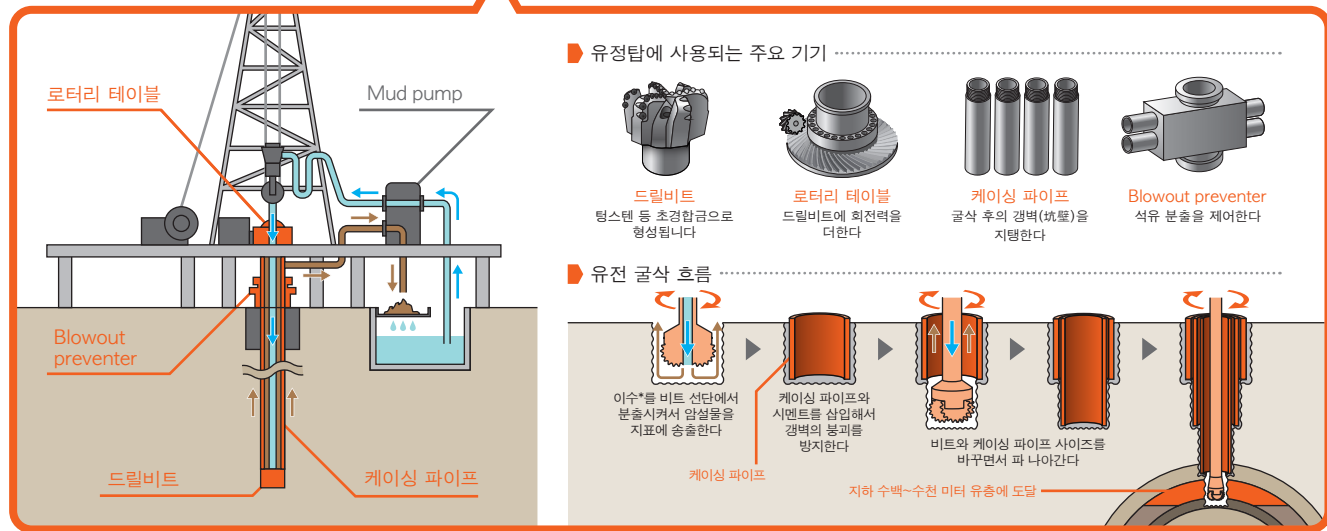 로터리 테이블
Mud pump
Blowout
preventer
드릴비트
케이싱 파이프
유정탑에 사용되는 주요 기기
드릴비트
텅스텐 등 초경합금으로
형성됩니다
로터리 테이블
드릴비트에 회전력을
더한다
케이싱 파이프
굴삭 후의 갱벽(坑壁)을
지탱한다
Blowout preventer
석유 분출을 제어한다
유전 굴삭 흐름
이수*를 비트 선단에서
분출시켜서 암설물을
지표에 송출한다
케이싱 파이프와
시멘트를 삽입해서
갱벽의 붕괴를
방지한다
케이싱 파이프
비트와 케이싱 파이프 사이즈를
바꾸면서 파 나아간다
지하 수백~수천 미터 유층에 도달